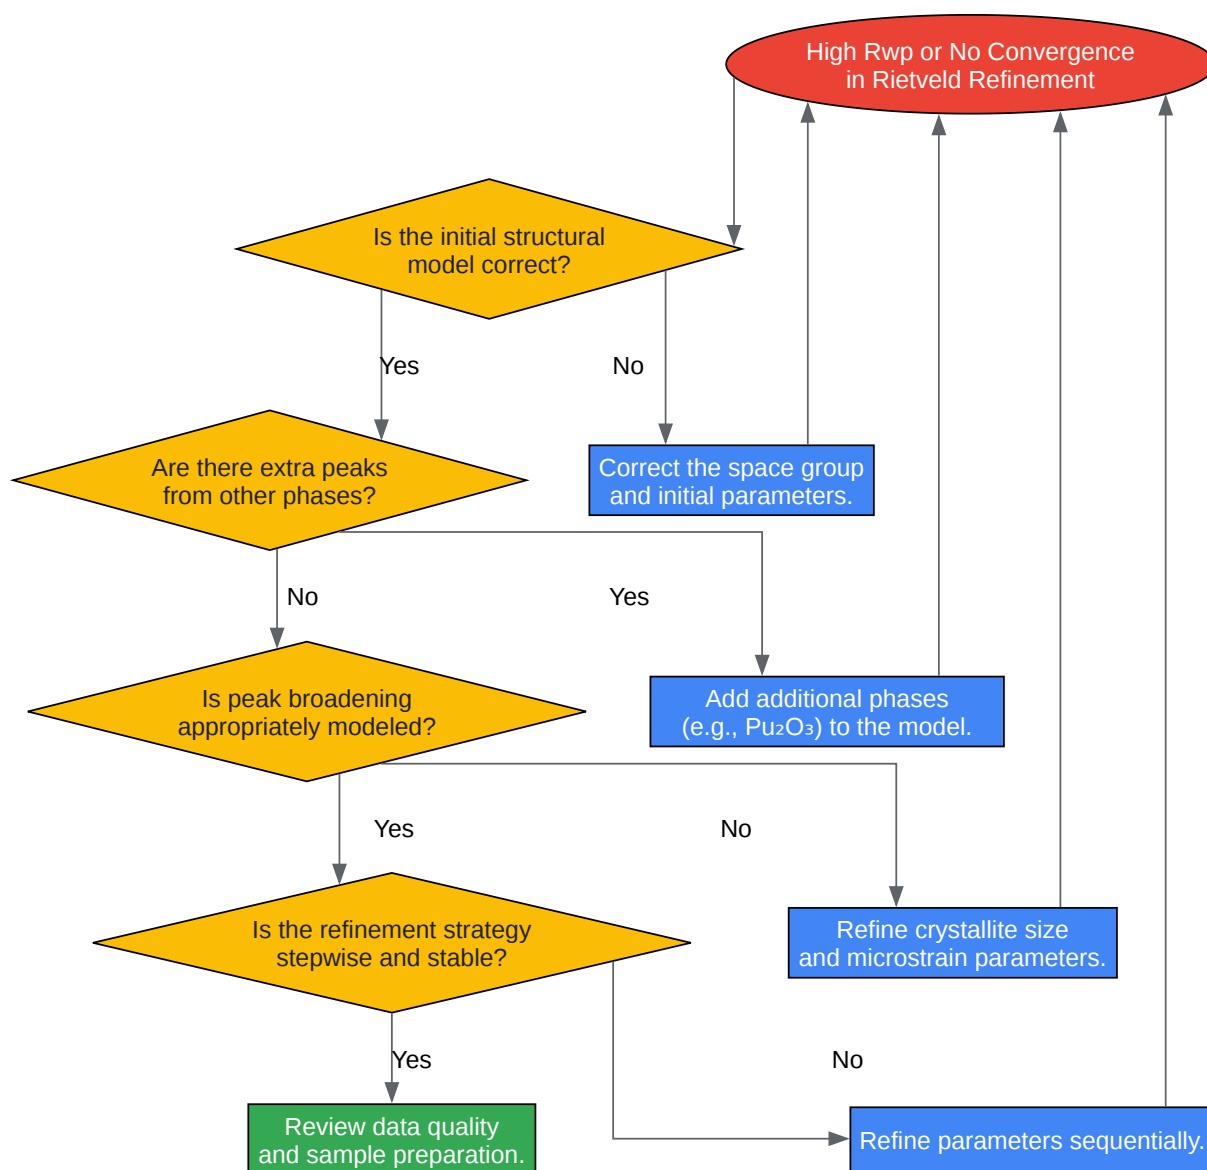 High Rwp or No Convergence
in Rietveld Refinement
Is the initial structural
model correct?
Yes
No
Are there extra peaks
from other phases?
Correct the space group
and initial parameters.
No
Yes
Is peak broadening
appropriately modeled?
Add additional phases
(e.g., Pu₂O₃) to the model.
Yes
No
Is the refinement strategy
stepwise and stable?
Refine crystallite size
and microstrain parameters.
Yes
No
Review data quality
and sample preparation.
Refine parameters sequentially.